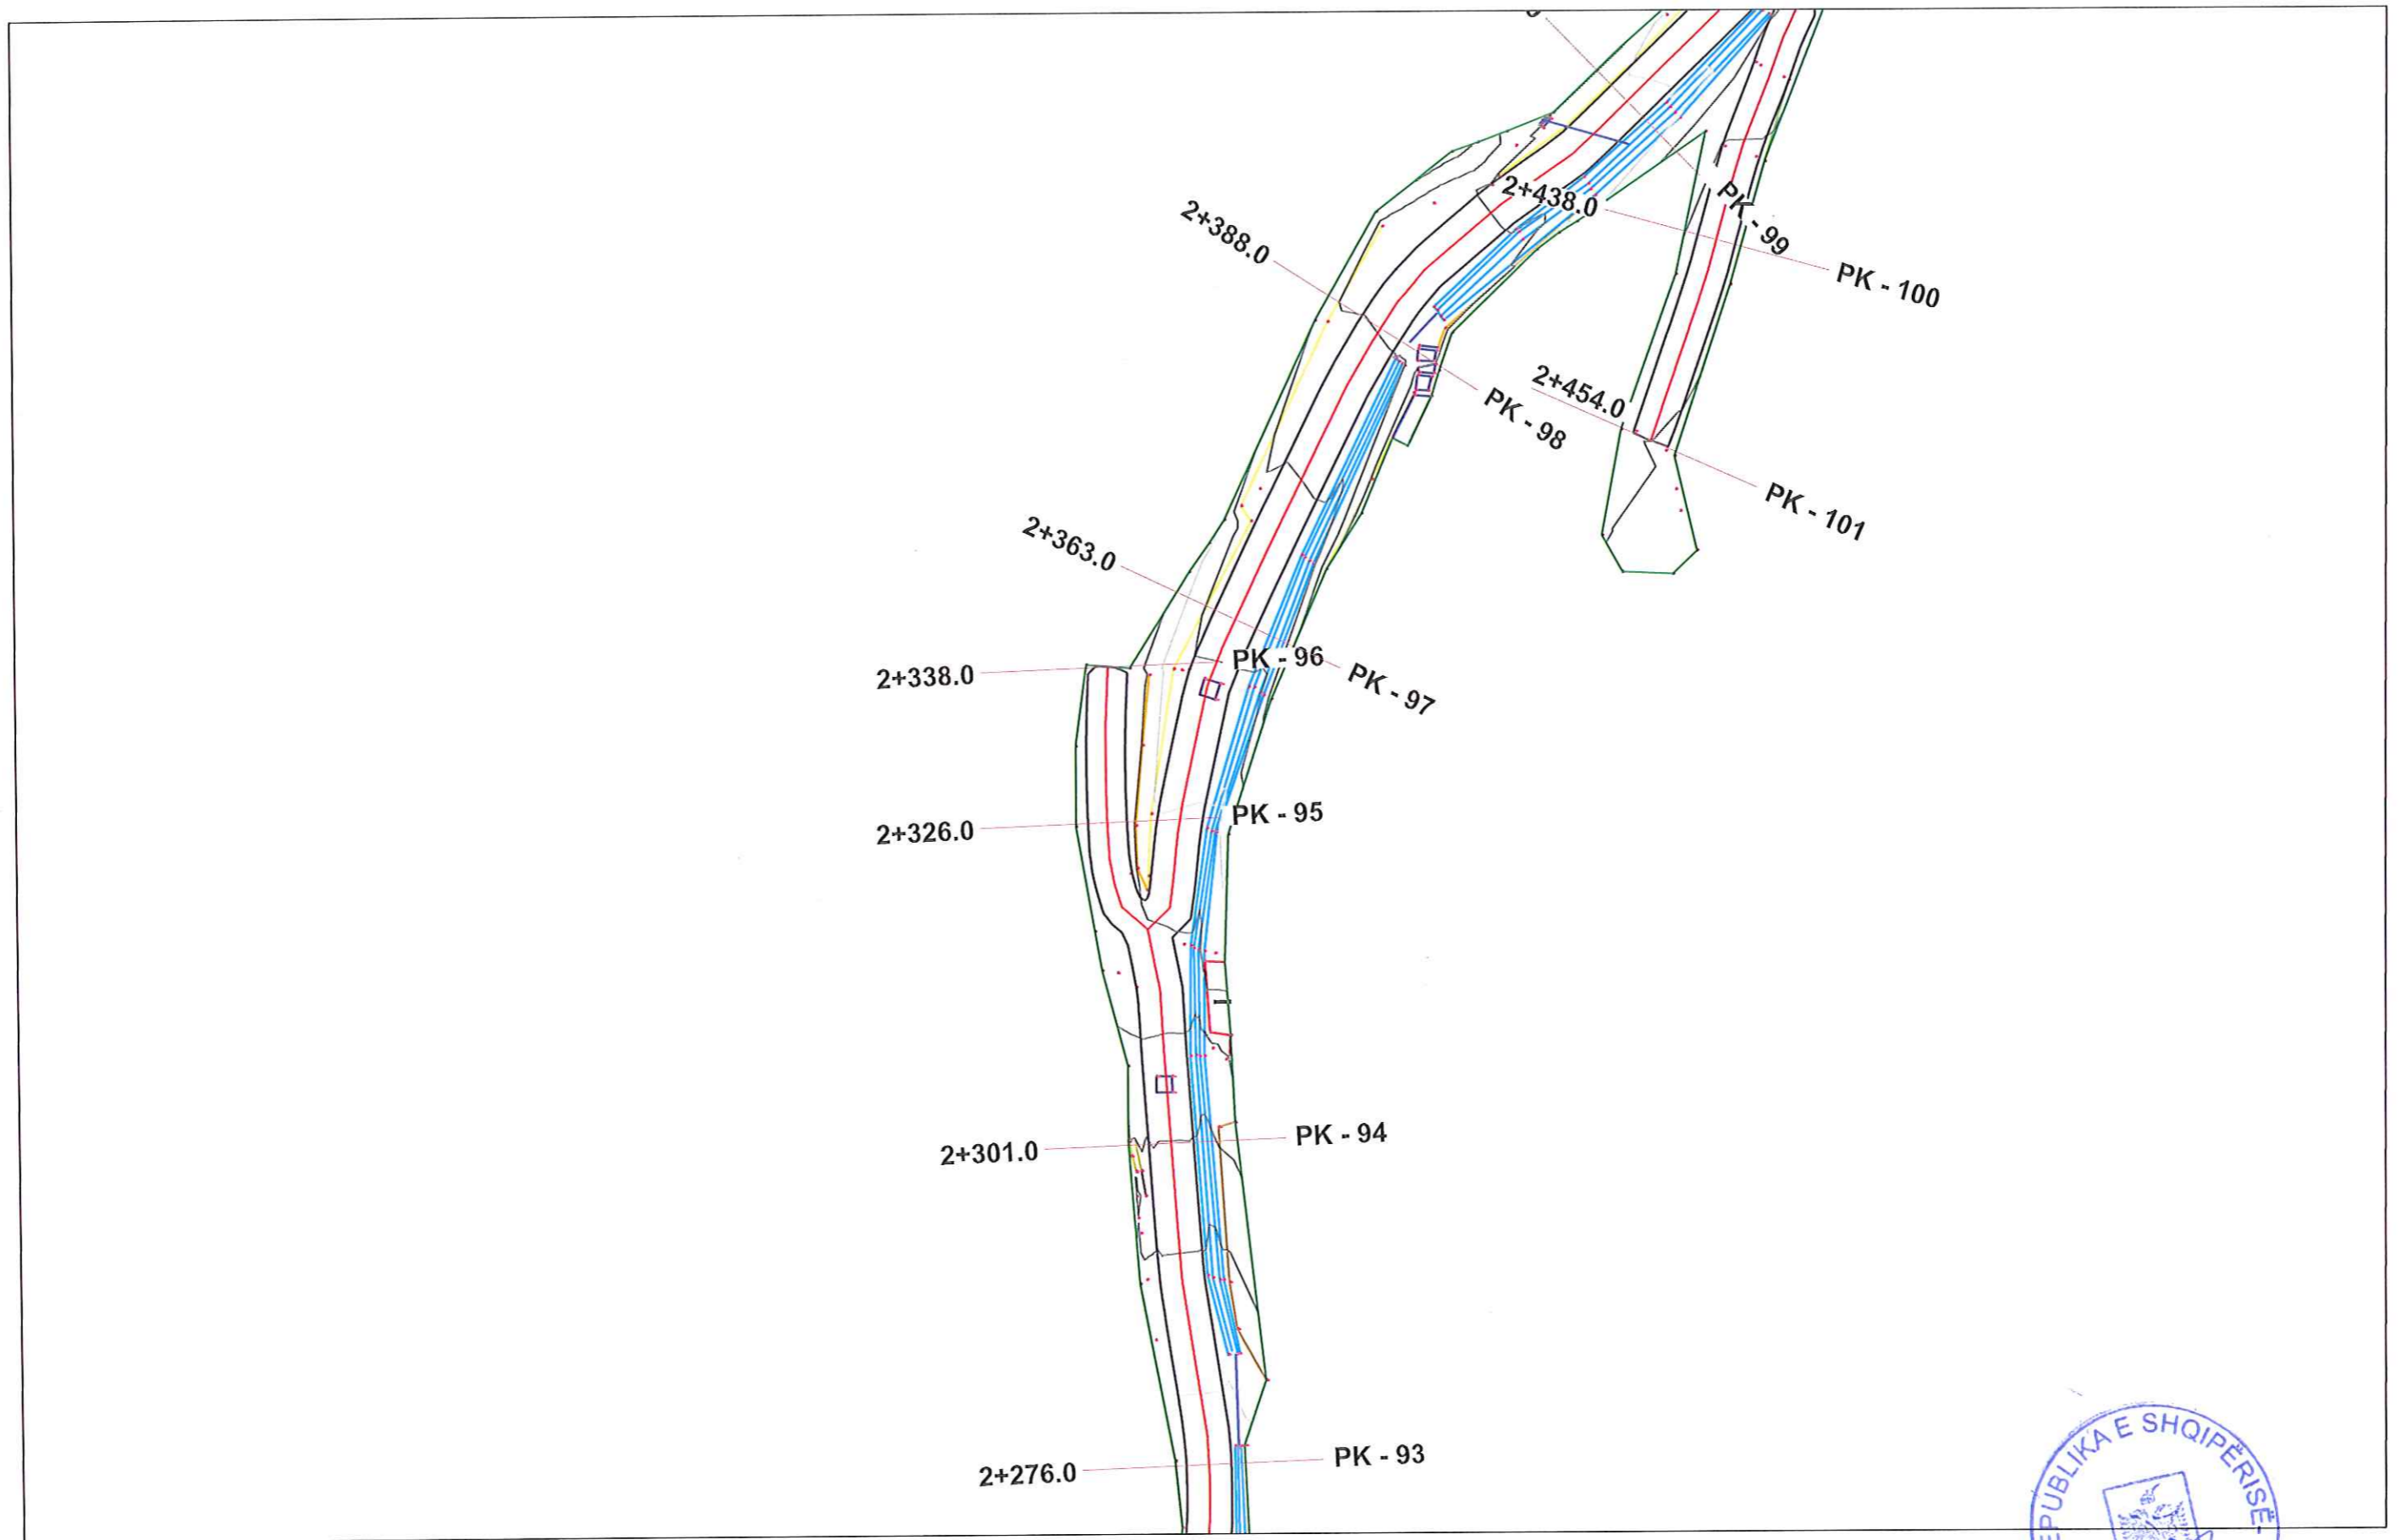 2+438.0
PK - 99
2+388.0
PK - 100
2+454.0
PK - 98
PK - 101
2+363.0
2+338.0
PK - 96
PK - 97
2+326.0
PK - 95
2+301.0
PK - 94
2+276.0
PK - 93
E SHQIPËRISË